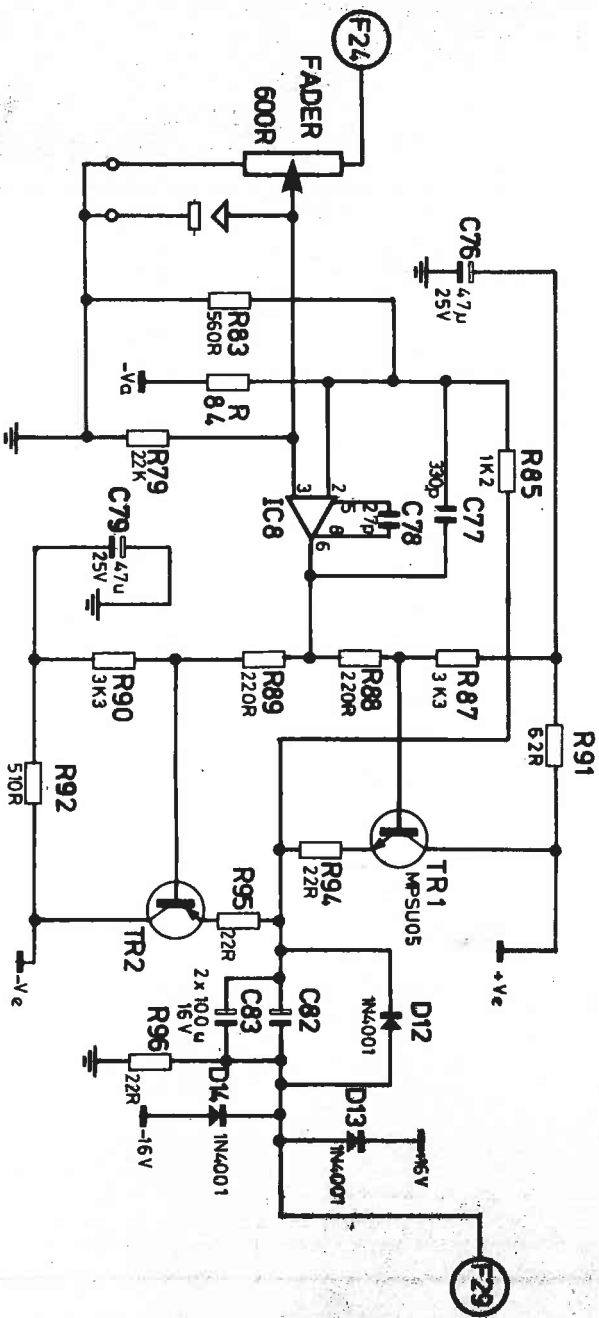 F24
FADER
600R
C76
47µ
25V
R83
560R
-Va
R
84
R79
22K
R85
1K2
330p
C77
C78
27p
2
3
5
8
6
IC8
C79
47u
25V
R87
3K3
R88
220R
R89
220R
R90
3K3
R91
R92
510R
TR1
MPSU05
R94
22R
R95
22R
TR2
+Ve
-Ve
D12
1N4001
C82
C83
2 x 100u
16V
R96
22R
D14
1N4001
-16V
D13
1N4001
+16V
F29